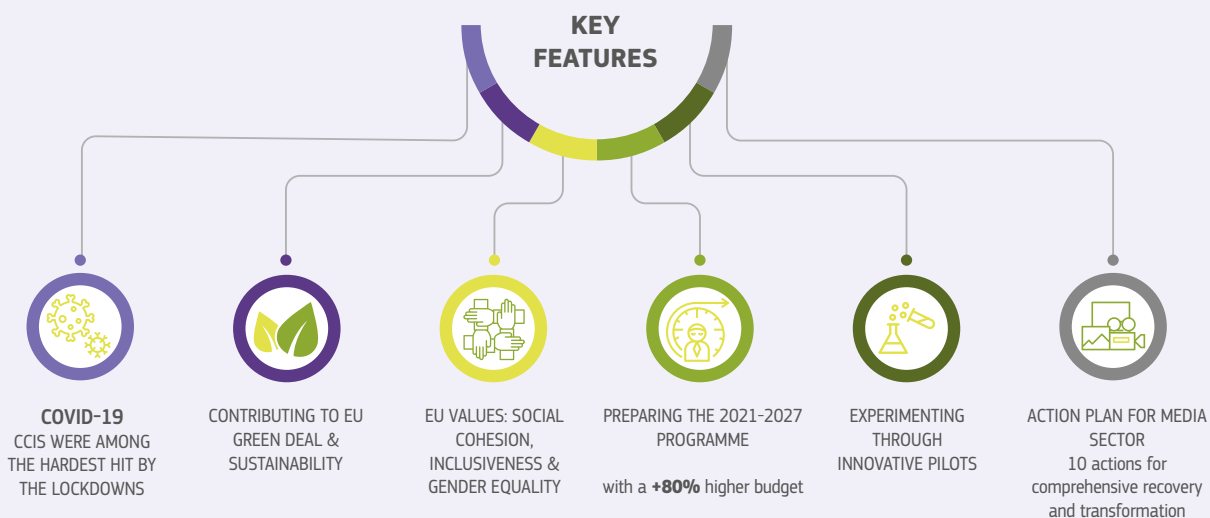 KEY
FEATURES
COVID-19
CCIS WERE AMONG
THE HARDEST HIT BY
THE LOCKDOWNS
CONTRIBUTING TO EU
GREEN DEAL &
SUSTAINABILITY
EU VALUES: SOCIAL
COHESION,
INCLUSIVENESS &
GENDER EQUALITY
PREPARING THE 2021-2027
PROGRAMME
with a +80% higher budget
EXPERIMENTING
THROUGH
INNOVATIVE PILOTS
ACTION PLAN FOR MEDIA
SECTOR
10 actions for
comprehensive recovery
and transformation